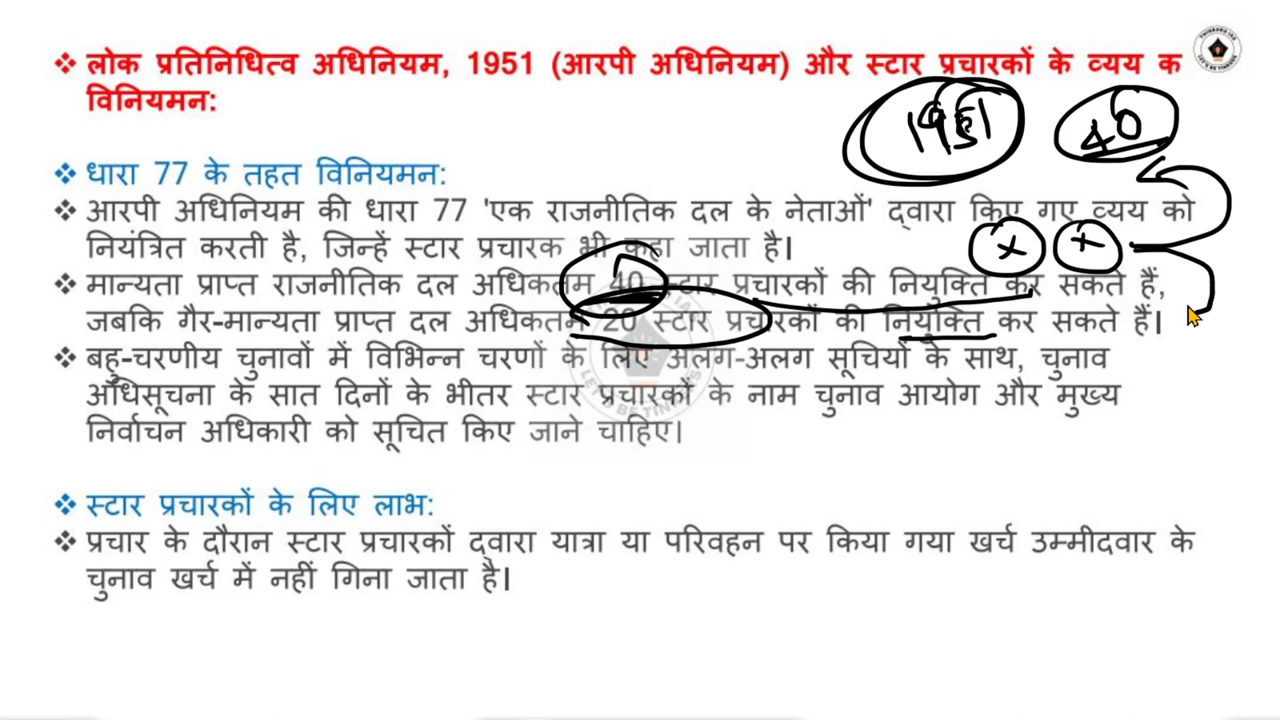 ❖ लोक प्रतिनिधित्व अधिनियम, 1951 (आरपी अधिनियम) और स्टार प्रचारकों के व्यय क
विनियमन:
1951 40
❖ धारा 77 के तहत विनियमन:
❖ आरपी अधिनियम की धारा 77 'एक राजनीतिक दल के नेताओं' द्वारा किए गए व्यय को
नियंत्रित करती है, जिन्हें स्टार प्रचारक भी कहा जाता है।
❖ मान्यता प्राप्त राजनीतिक दल अधिकतम 40 स्टार प्रचारकों की नियुक्ति कर सकते हैं,
जबकि गैर-मान्यता प्राप्त दल अधिकतम 20 स्टार प्रचारकों की नियुक्ति कर सकते हैं।
❖ बहु-चरणीय चुनावों में विभिन्न चरणों के लिए अलग-अलग सूचियों के साथ, चुनाव
अधिसूचना के सात दिनों के भीतर स्टार प्रचारकों के नाम चुनाव आयोग और मुख्य
निर्वाचन अधिकारी को सूचित किए जाने चाहिए।
❖ स्टार प्रचारकों के लिए लाभ:
❖ प्रचार के दौरान स्टार प्रचारकों द्वारा यात्रा या परिवहन पर किया गया खर्च उम्मीदवार के
चुनाव खर्च में नहीं गिना जाता है।